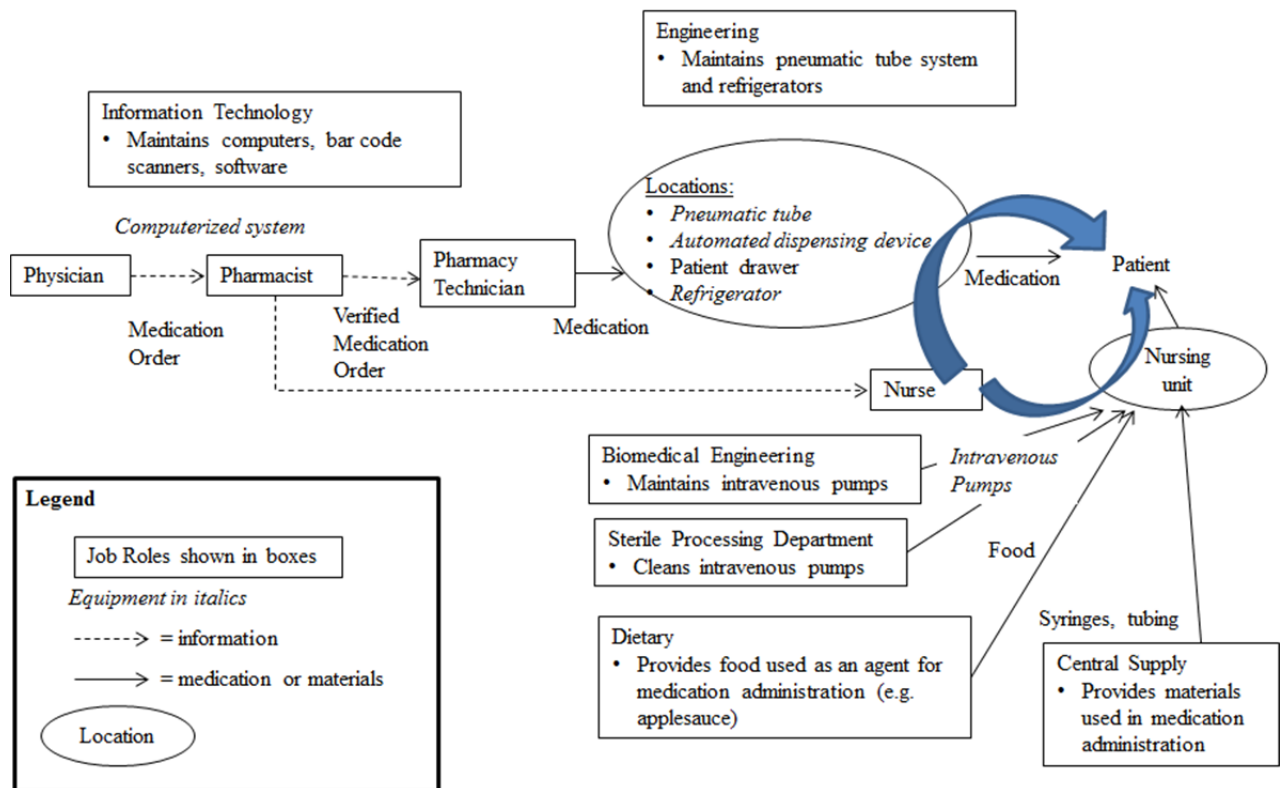 Engineering
• Maintains pneumatic tube system
and refrigerators
Information Technology
• Maintains computers, bar code
scanners, software
Computerized system
Physician
Pharmacist
Pharmacy
Technician
Medication
Order
Verified
Medication
Order
Medication
Locations:
• Pneumatic tube
• Automated dispensing device
• Patient drawer
• Refrigerator
Medication
Patient
Nurse
Nursing
unit
Biomedical Engineering
• Maintains intravenous pumps
Intravenous
Pumps
Sterile Processing Department
• Cleans intravenous pumps
Food
Dietary
• Provides food used as an agent for
medication administration (e.g.
applesauce)
Syringes, tubing
Central Supply
• Provides materials
used in medication
administration
Legend
Job Roles shown in boxes
Equipment in italics
= information
= medication or materials
Location